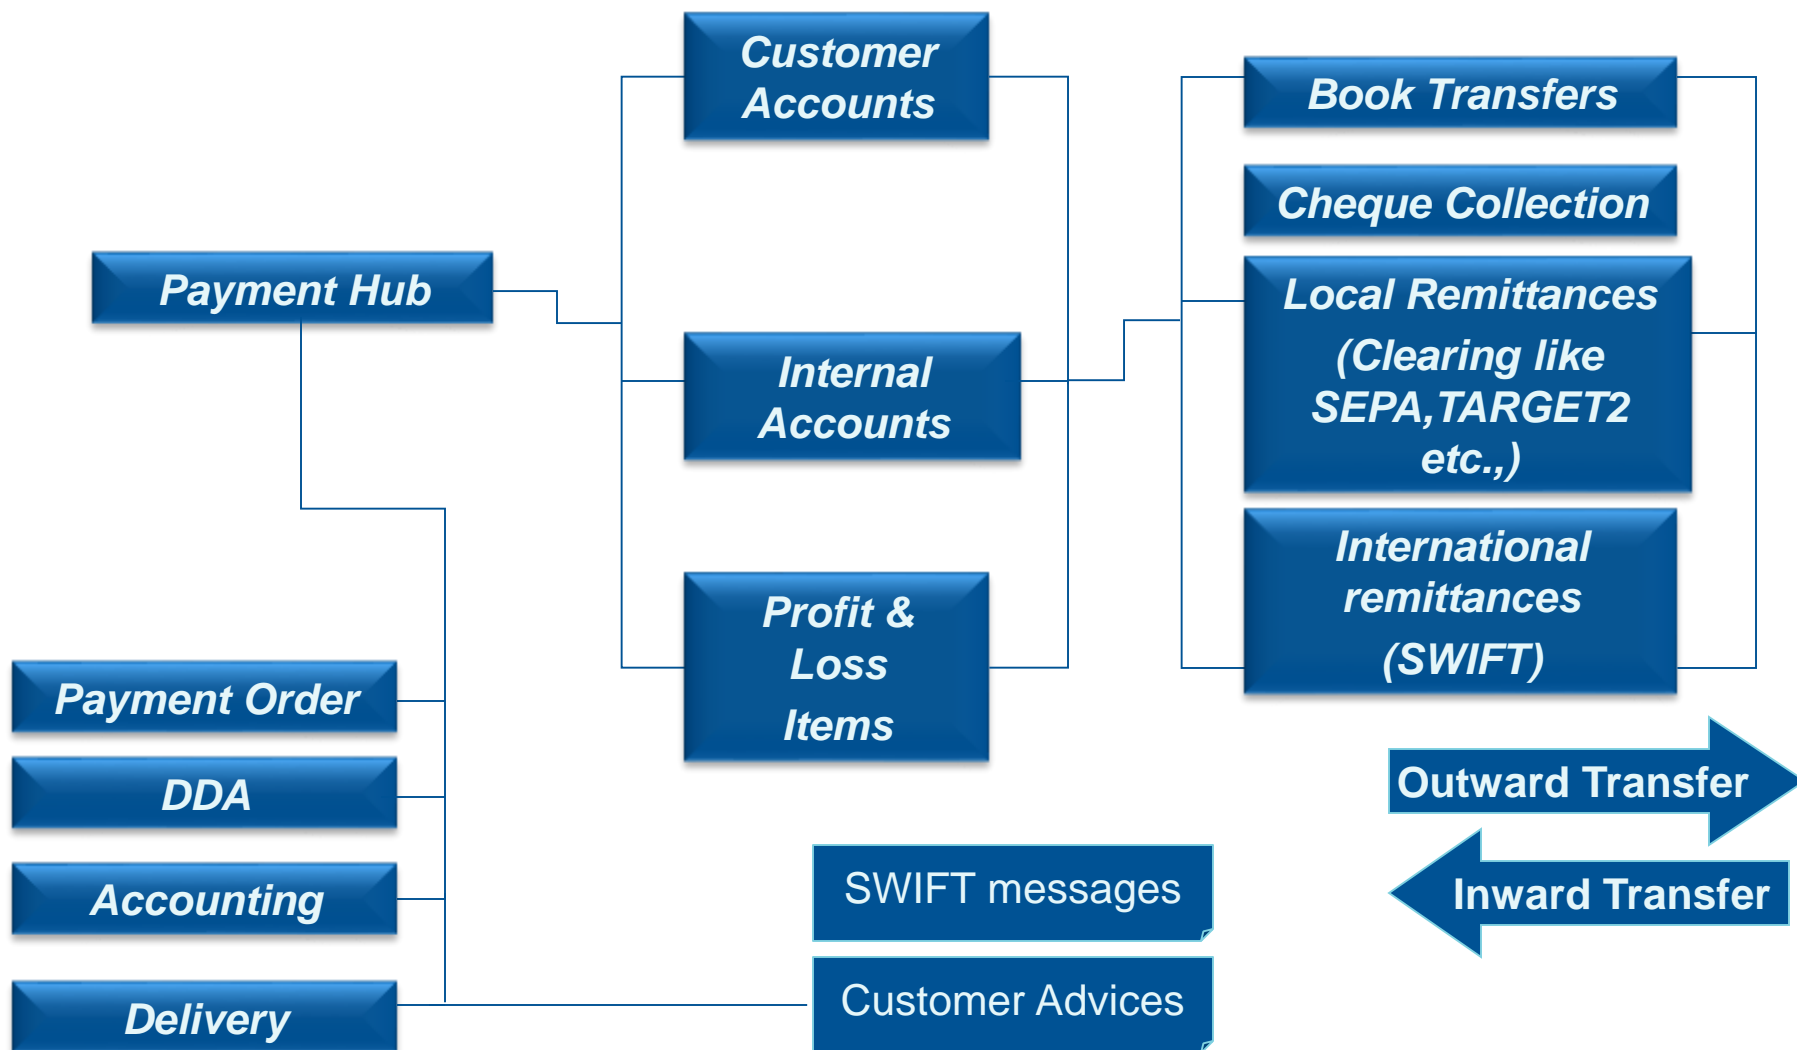 Customer
Accounts
Book Transfers
Cheque Collection
Payment Hub
Local Remittances
(Clearing like
SEPA,TARGET2
etc.,)
Internal
Accounts
International
remittances
(SWIFT)
Profit &
Loss
Items
Payment Order
DDA
Accounting
Delivery
SWIFT messages
Customer Advices
Outward Transfer
Inward Transfer